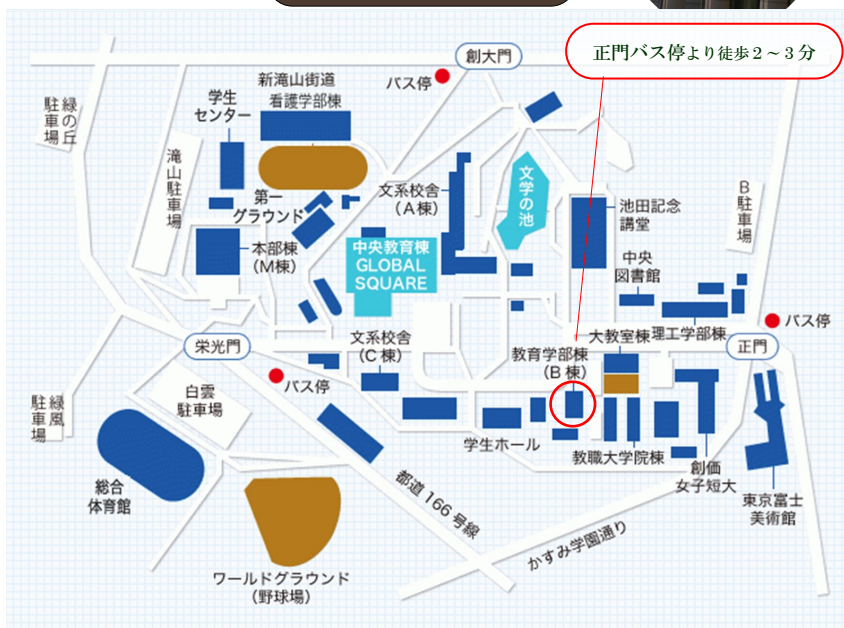 正門バス停より徒歩２～３分
創大門
バス停
新滝山街道
看護学部棟
学生
センター
緑の丘
駐車場
滝山駐車場
第一
グラウンド
文系校舎
（A棟）
文学の池
池田記念
講堂
B駐車場
本部棟
（M棟）
中央教育棟
GLOBAL
SQUARE
中央
図書館
バス停
栄光門
文系校舎
（C棟）
教育学部棟
（B棟）
大教室棟
理工学部棟
正門
バス停
白雲
駐車場
緑風
駐車場
学生ホール
教職大学院棟
創価
女子短大
総合
体育館
都道166号線
東京富士
美術館
かすみ学園通り
ワールドグラウンド
（野球場）